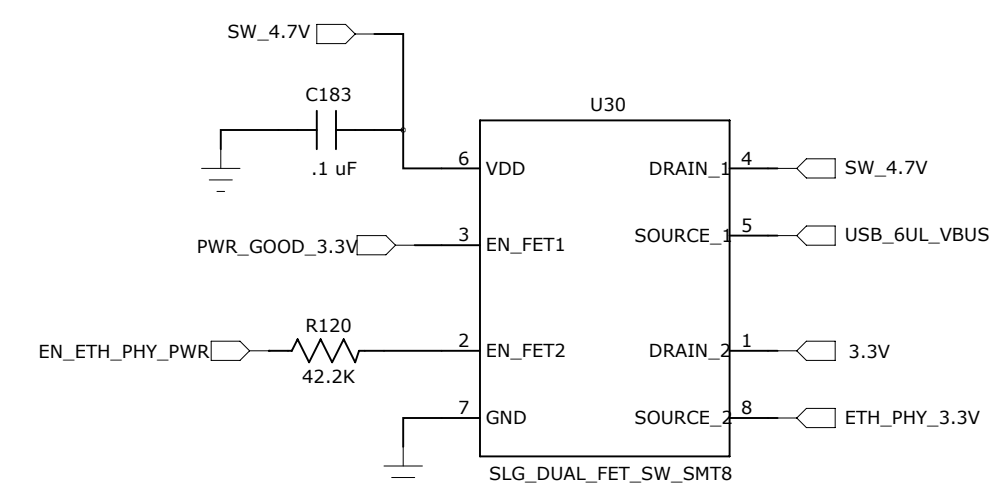 SW_4.7V
C183
.1 uF
U30
6 VDD
DRAIN_1 4 SW_4.7V
PWR_GOOD_3.3V 3 EN_FET1
SOURCE_1 5 USB_6UL_VBUS
R120
EN_ETH_PHY_PWR 2 EN_FET2
42.2K
DRAIN_2 1 3.3V
7 GND
SOURCE_2 8 ETH_PHY_3.3V
SLG_DUAL_FET_SW_SMT8